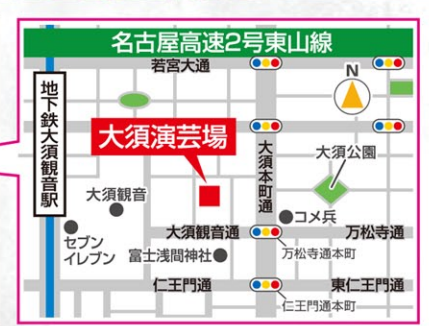 名古屋高速2号東山線
若宮大通
N
地下鉄大須観音駅
大須演芸場
大須本町通
大須公園
大須観音
コメ兵
セブン
イレブン
大須観音通
万松寺通
富士浅間神社
万松寺通本町
仁王門通
東仁王門通
仁王門通本町